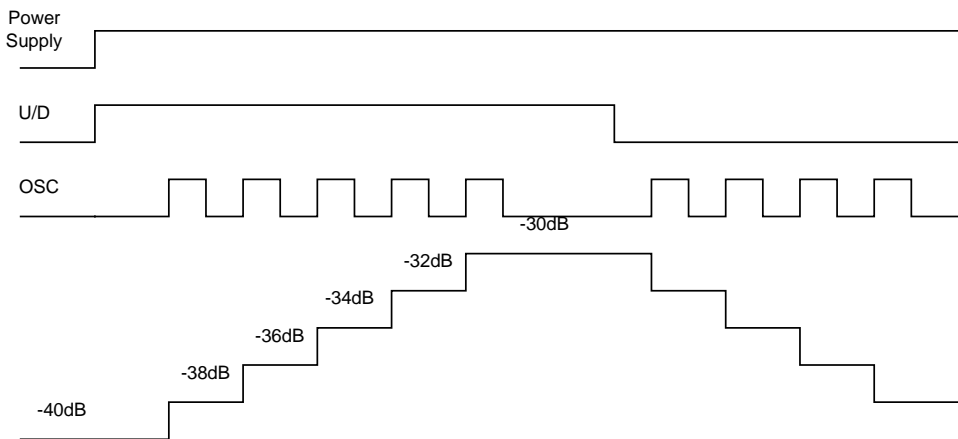 Power
Supply
U/D
OSC
-30dB
-32dB
-34dB
-36dB
-38dB
-40dB